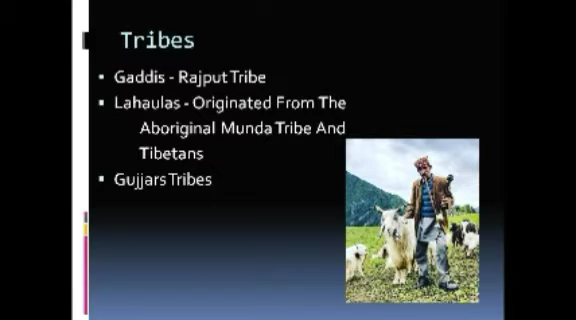 Tribes
Gaddis - Rajput Tribe
Lahaulas - Originated From The
Aboriginal Munda Tribe And
Tibetans
Gujjars Tribes